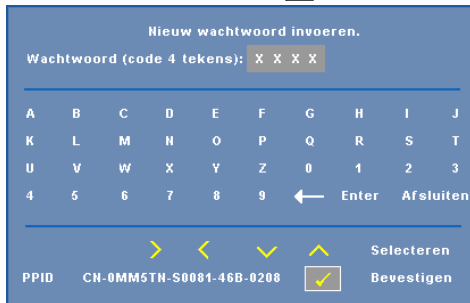 Nieuw wachtwoord invoeren.
Wachtwoord (code 4 tekens): X X X X
A B C D E F G H I J
K L M N O P Q R S T
U V W X Y Z 0 1 2 3
4 5 6 7 8 9 ← Enter Afsluiten
Selecteren
PPID CN-0MM5TN-S0081-46B-0208 ✓ Bevestigen